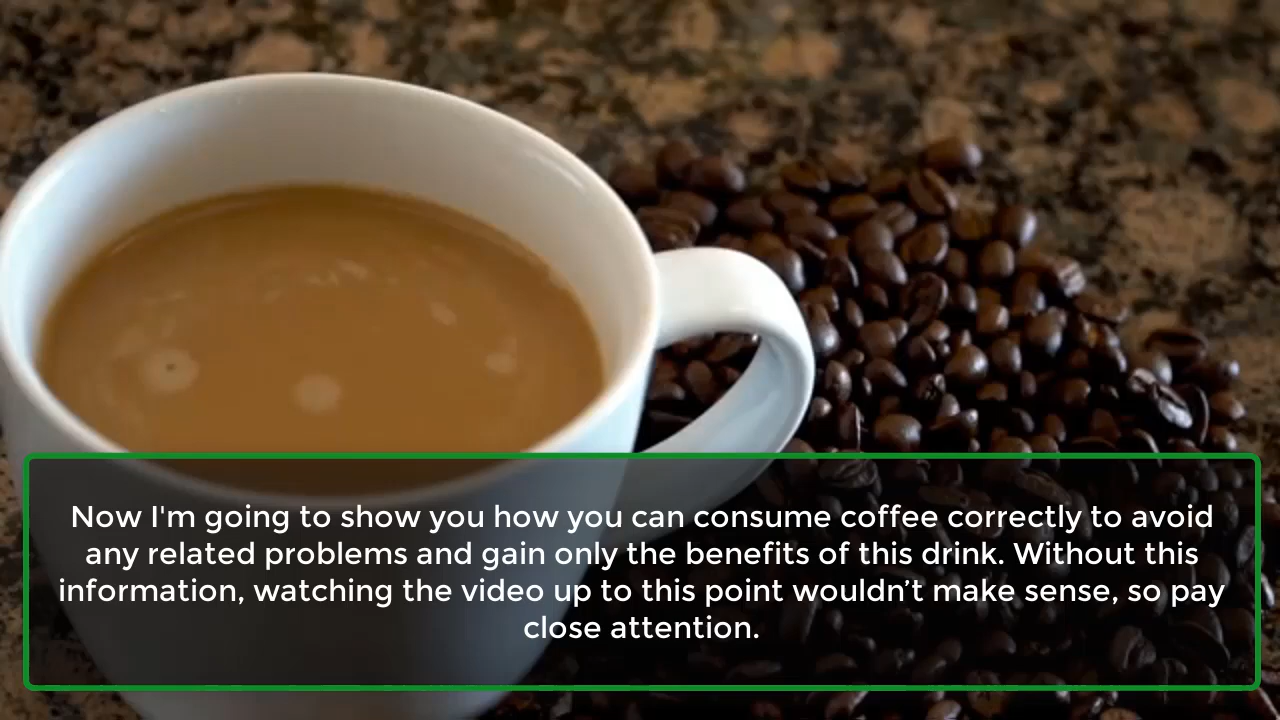 Now I'm going to show you how you can consume coffee correctly to avoid
any related problems and gain only the benefits of this drink. Without this
information, watching the video up to this point wouldn’t make sense, so pay
close attention.